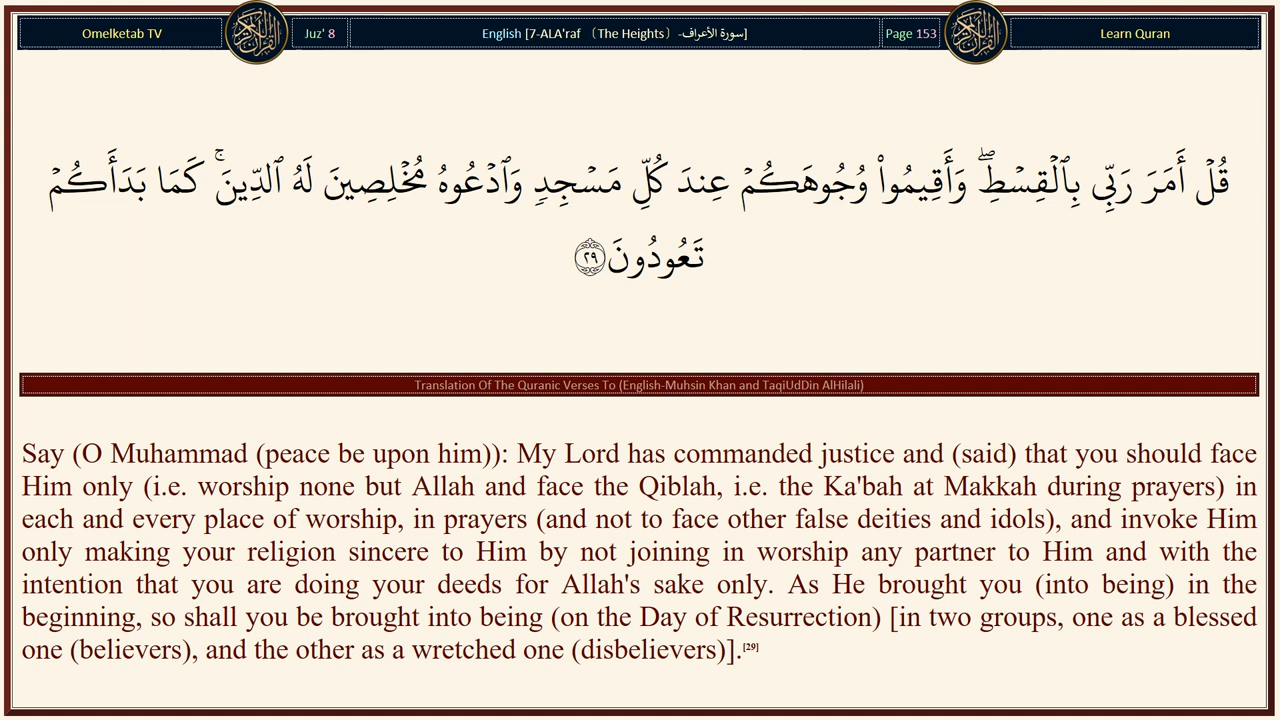 Omelketab TV
Juz' 8
English [7-ALA'raf （The Heights）-سورة الأعراف]
Page 153
Learn Quran
قُلۡ أَمَرَ رَبِّي بِٱلۡقِسۡطِۖ وَأَقِيمُواْ وُجُوهَكُمۡ عِندَ كُلِّ مَسۡجِدٖ وَٱدۡعُوهُ مُخۡلِصِينَ لَهُ ٱلدِّينَۚ كَمَا بَدَأَكُمۡ
تَعُودُونَ ٢٩
Translation Of The Quranic Verses To (English-Muhsin Khan and TaqiUdDin AlHilali)
Say (O Muhammad (peace be upon him)): My Lord has commanded justice and (said) that you should face
Him only (i.e. worship none but Allah and face the Qiblah, i.e. the Ka'bah at Makkah during prayers) in
each and every place of worship, in prayers (and not to face other false deities and idols), and invoke Him
only making your religion sincere to Him by not joining in worship any partner to Him and with the
intention that you are doing your deeds for Allah's sake only. As He brought you (into being) in the
beginning, so shall you be brought into being (on the Day of Resurrection) [in two groups, one as a blessed
one (believers), and the other as a wretched one (disbelievers)].[29]